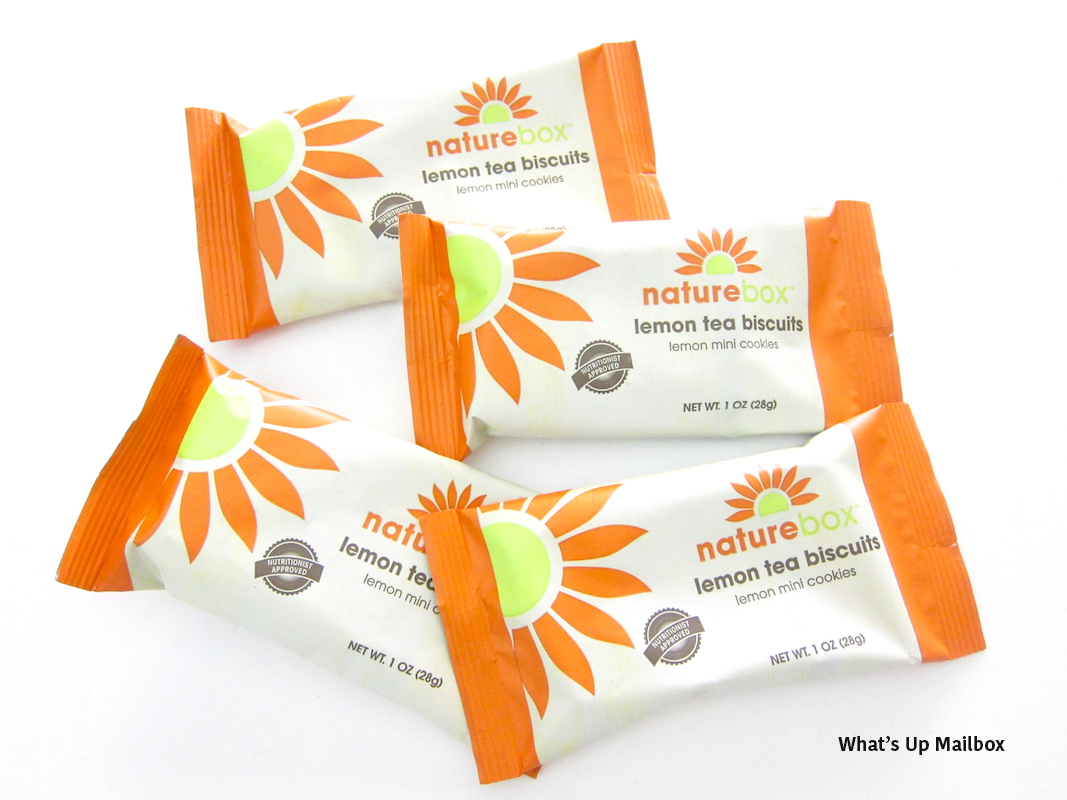 naturebox™
lemon tea biscuits
lemon mini cookies
NUTRITIONIST
naturebox™
lemon tea biscuits
lemon mini cookies
NUTRITIONIST
APPROVED
NET WT. 1 OZ (28g)
lemon tea
lemon mini
NUTRITIONIST
APPROVED
NET WT. 1 OZ (28g)
naturebox™
lemon tea biscuits
lemon mini cookies
NUTRITIONIST
APPROVED
NET WT. 1 OZ (28g)
What's Up Mailbox